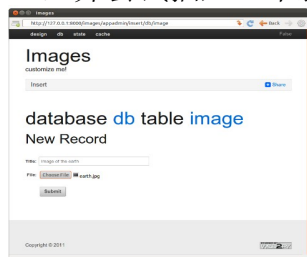 images
http://127.0.0.1:8000/images/appadmin/insert/db/image
Back
design db state cache
False
Images
customize me!
Insert
Share
database db table image
New Record
Title: Image of the earth
File: Choose File earth.jpg
Submit
Copyright © 2011